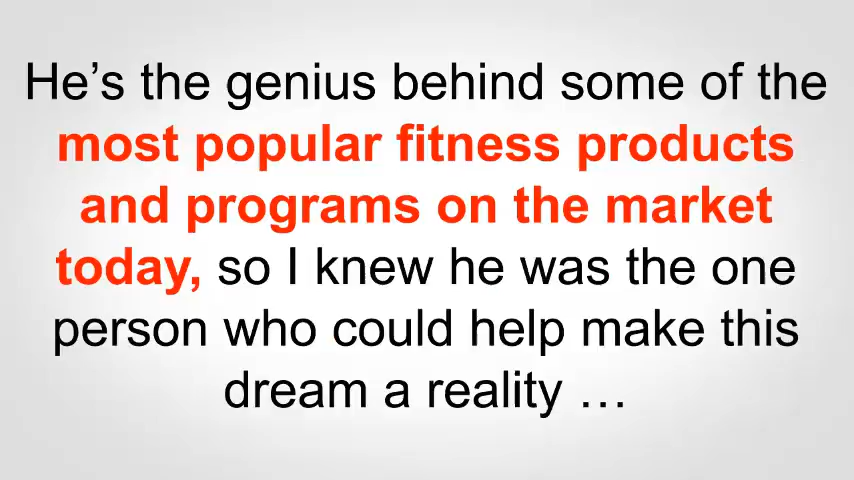 He’s the genius behind some of the
most popular fitness products
and programs on the market
today, so I knew he was the one
person who could help make this
dream a reality …